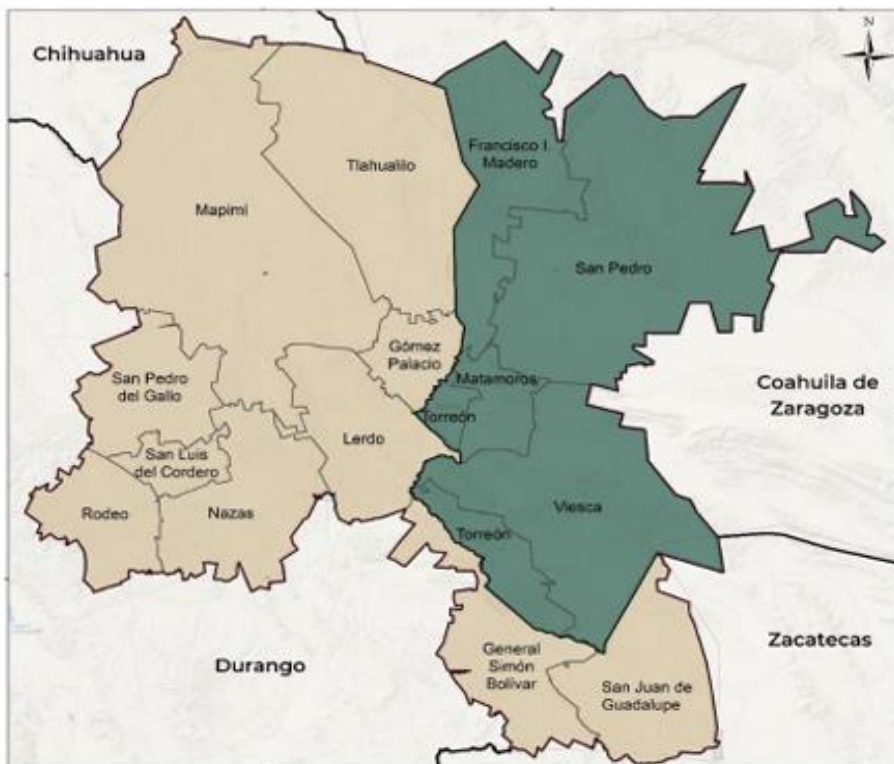 N
Chihuahua
Francisco I.
Madero
Tlahualilo
Mapimí
San Pedro
Gómez
Palacio
San Pedro
del Gallo
Matamoros
Coahuila de
Zaragoza
Torreón
Lerdo
San Luis
del Cordero
Rodeo
Nazas
Viesca
Torreón
Durango
General
Simón
Bolívar
Zacatecas
San Juan de
Guadalupe